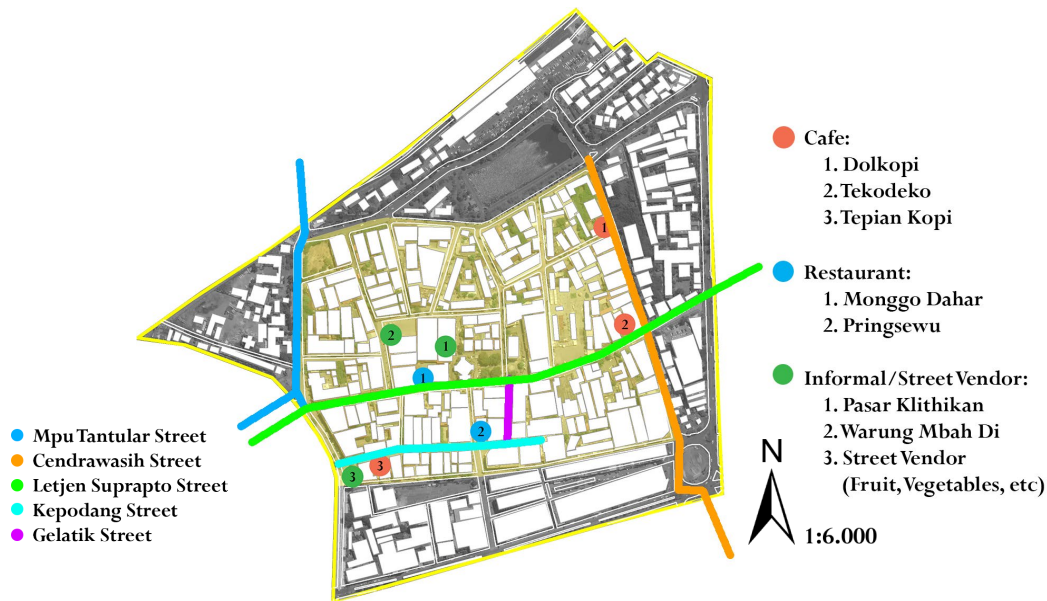 Cafe:
1. Dolkopi
2. Tekodeko
3. Tepian Kopi
Restaurant:
1. Monggo Dahar
2. Pringsewu
Informal/Street Vendor:
1. Pasar Klithikan
2. Warung Mbah Di
3. Street Vendor
(Fruit, Vegetables, etc)
N
1:6.000
Mpu Tantular Street
Cendrawasih Street
Letjen Suprapto Street
Kepodang Street
Gelatik Street
1
2
2
1
1
2
3
3